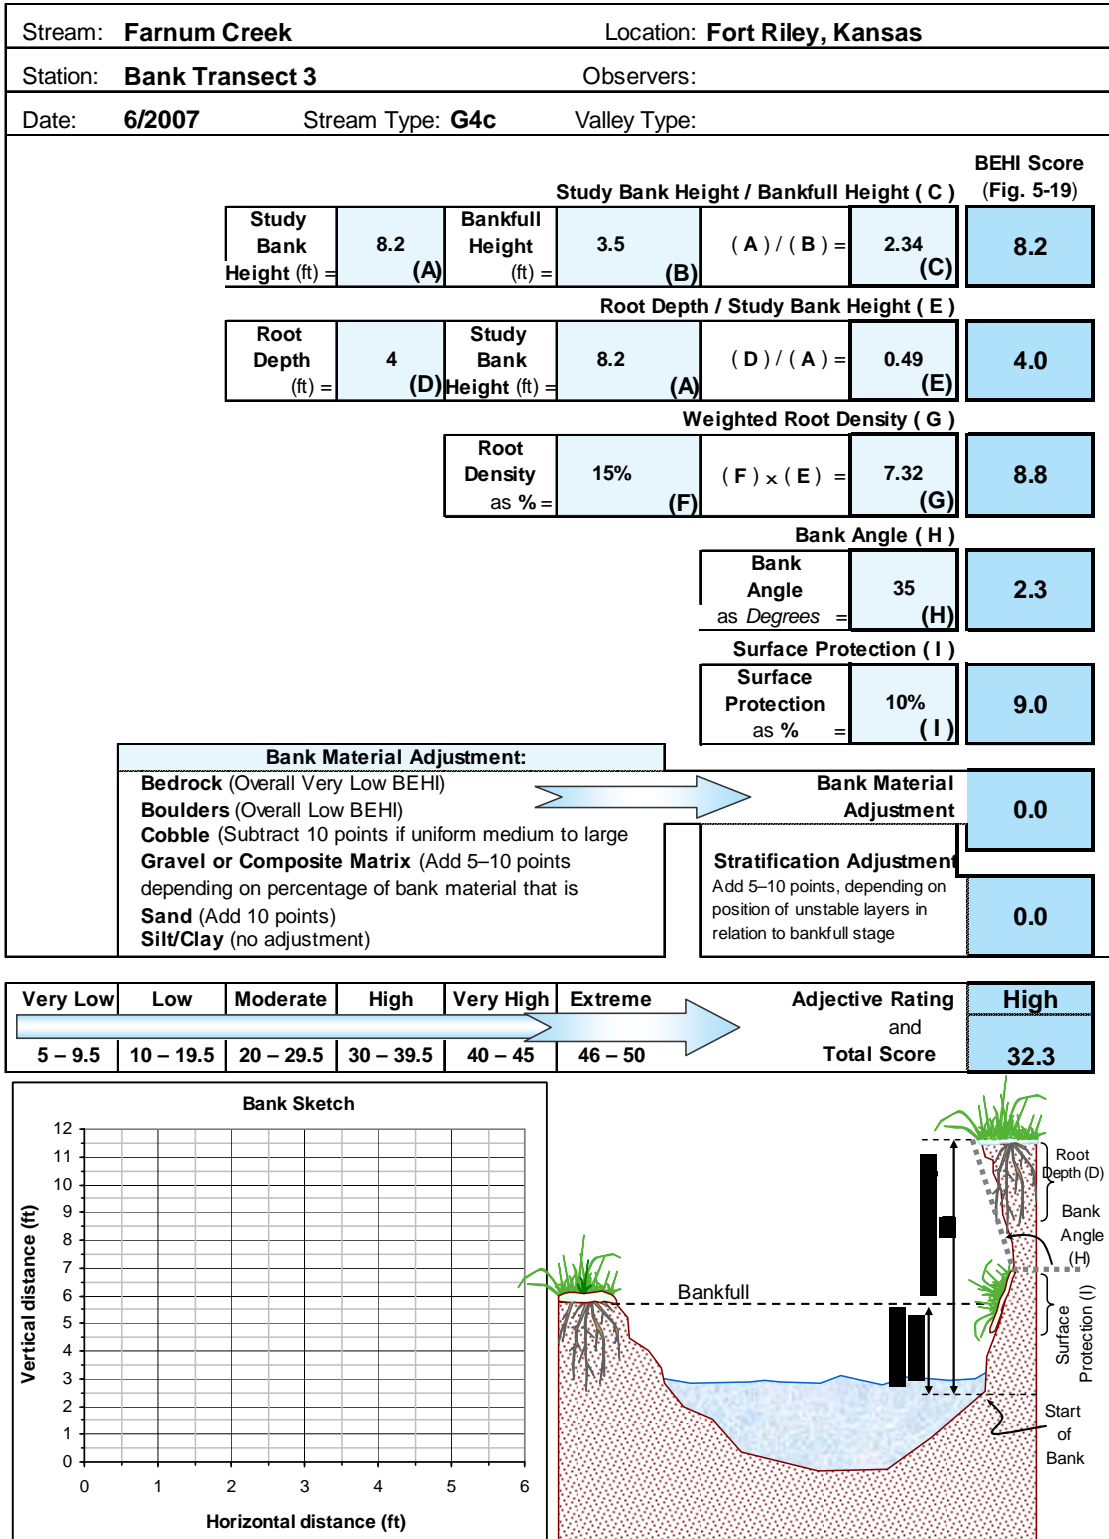 Stream: Farnum Creek Location: Fort Riley, Kansas
Station: Bank Transect 3 Observers:
Date: 6/2007 Stream Type: G4c Valley Type:
BEHI Score
(Fig. 5-19)
Study Bank Height / Bankfull Height ( C )
Study Bank Height (ft) = 8.2 (A) Bankfull Height (ft) = 3.5 (B) ( A ) / ( B ) = 2.34 (C) 8.2
Root Depth / Study Bank Height ( E )
Root Depth (ft) = 4 (D) Study Bank Height (ft) = 8.2 (A) ( D ) / ( A ) = 0.49 (E) 4.0
Weighted Root Density ( G )
Root Density as % = 15% (F) ( F ) x ( E ) = 7.32 (G) 8.8
Bank Angle ( H )
Bank Angle as Degrees = 35 (H) 2.3
Surface Protection ( I )
Surface Protection as % = 10% ( I ) 9.0
Bank Material Adjustment:
Bedrock (Overall Very Low BEHI)
Boulders (Overall Low BEHI)
Cobble (Subtract 10 points if uniform medium to large
Gravel or Composite Matrix (Add 5–10 points
depending on percentage of bank material that is
Sand (Add 10 points)
Silt/Clay (no adjustment)
Bank Material
Adjustment
0.0
Stratification Adjustment
Add 5–10 points, depending on
position of unstable layers in
relation to bankfull stage
0.0
Very Low Low Moderate High Very High Extreme
5 – 9.5 10 – 19.5 20 – 29.5 30 – 39.5 40 – 45 46 – 50
Adjective Rating
and
Total Score
High
32.3
Bank Sketch
Vertical distance (ft)
12
11
10
9
8
7
6
5
4
3
2
1
0
0 1 2 3 4 5 6
Horizontal distance (ft)
Bankfull
Root
Depth (D)
Bank
Angle
(H)
Surface
Protection (I)
Start
of
Bank